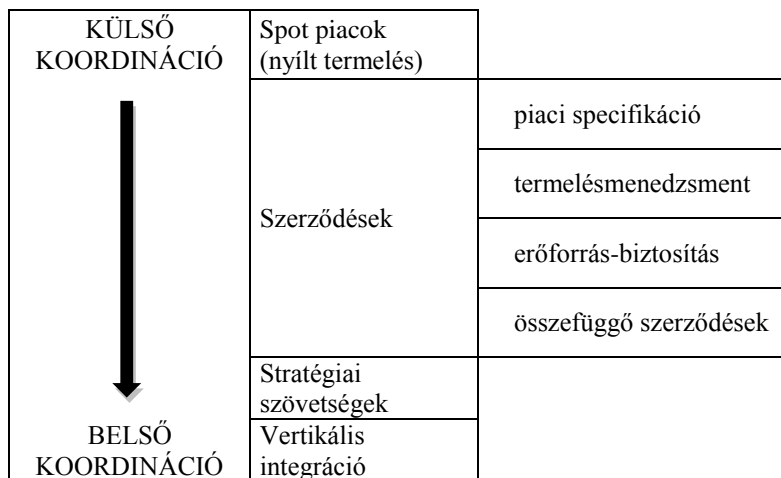 KÜLSŐ
KOORDINÁCIÓ
Spot piacok
(nyílt termelés)
Szerződések
piaci specifikáció
termelésmenedzsment
erőforrás-biztosítás
összefüggő szerződések
Stratégiai
szövetségek
BELSŐ
KOORDINÁCIÓ
Vertikális
integráció